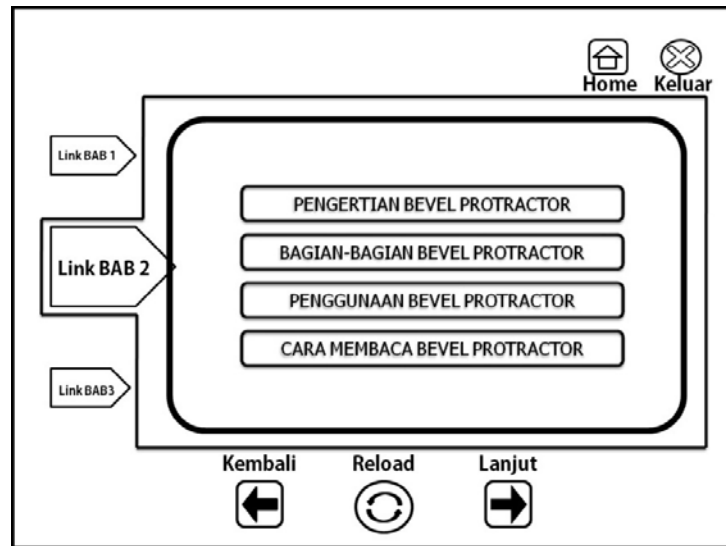 Home Keluar
Link BAB 1
Link BAB 2
Link BAB3
PENGERTIAN BEVEL PROTRACTOR
BAGIAN-BAGIAN BEVEL PROTRACTOR
PENGGUNAAN BEVEL PROTRACTOR
CARA MEMBACA BEVEL PROTRACTOR
Kembali Reload Lanjut